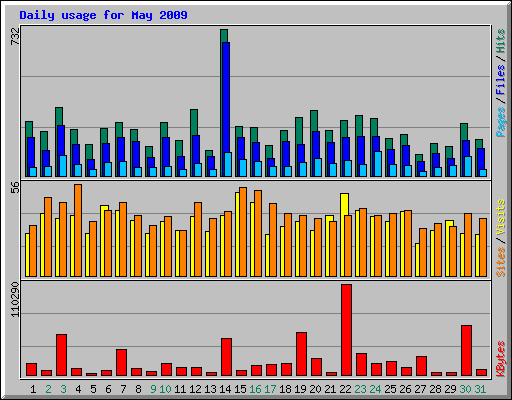 Daily usage for May 2009
732
Pages / Files / Hits
56
Sites / Visits
110290
KBytes
1 2 3 4 5 6 7 8 9 10 11 12 13 14 15 16 17 18 19 20 21 22 23 24 25 26 27 28 29 30 31